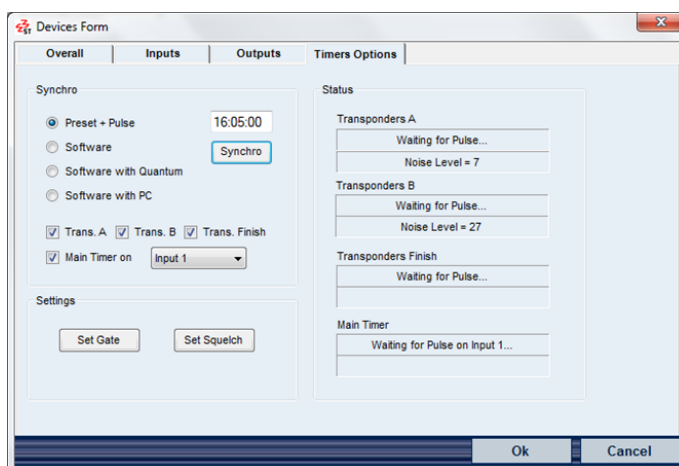 Devices Form
Overall Inputs Outputs Timers Options
Synchro
Preset + Pulse 16:05:00
Software Synchro
Software with Quantum
Software with PC
Trans. A Trans. B Trans. Finish
Main Timer on Input 1
Settings
Set Gate Set Squelch
Status
Transponders A
Waiting for Pulse...
Noise Level = 7
Transponders B
Waiting for Pulse...
Noise Level = 27
Transponders Finish
Waiting for Pulse...
Main Timer
Waiting for Pulse on Input 1...
Ok Cancel